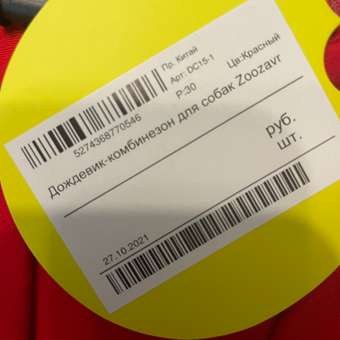 Пр. Китай
Арт: DC15-1
Р:30
Цв:Красный
5274368770546
Дождевик-комбинезон для собак Zoozavr
руб.
шт.
27.10.2021